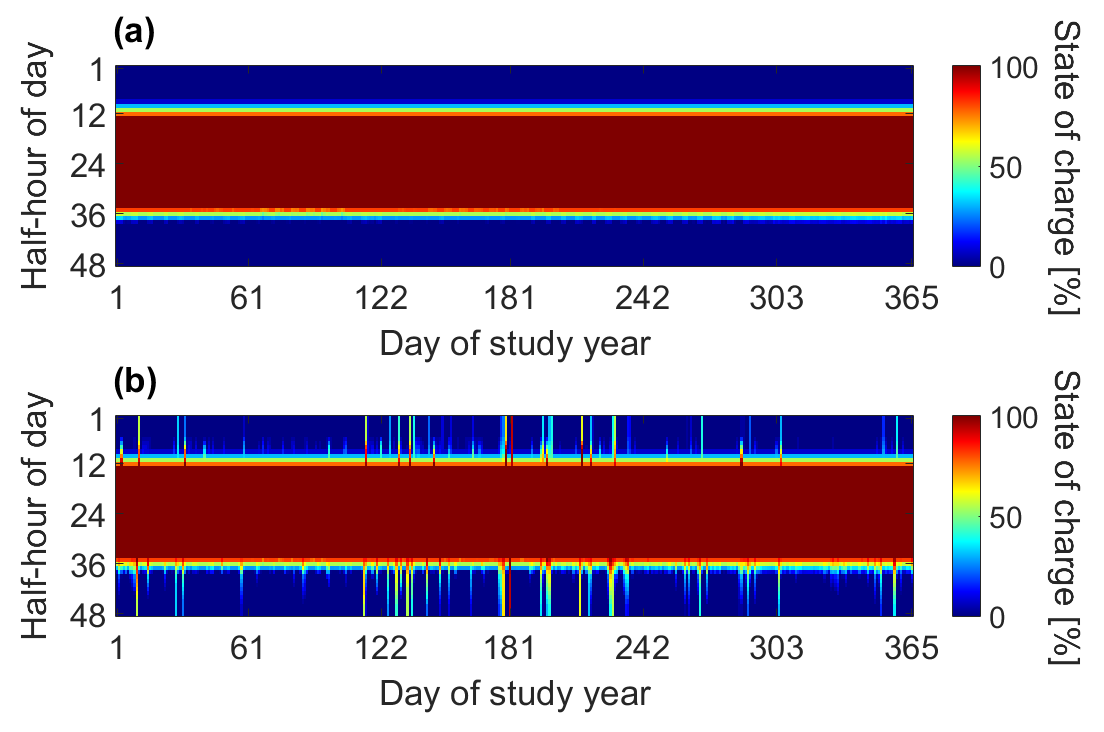 (a)
Half-hour of day
1
12
24
36
48
1 61 122 181 242 303 365
Day of study year
100
50
0
State of charge [%]
(b)
Half-hour of day
1
12
24
36
48
1 61 122 181 242 303 365
Day of study year
100
50
0
State of charge [%]